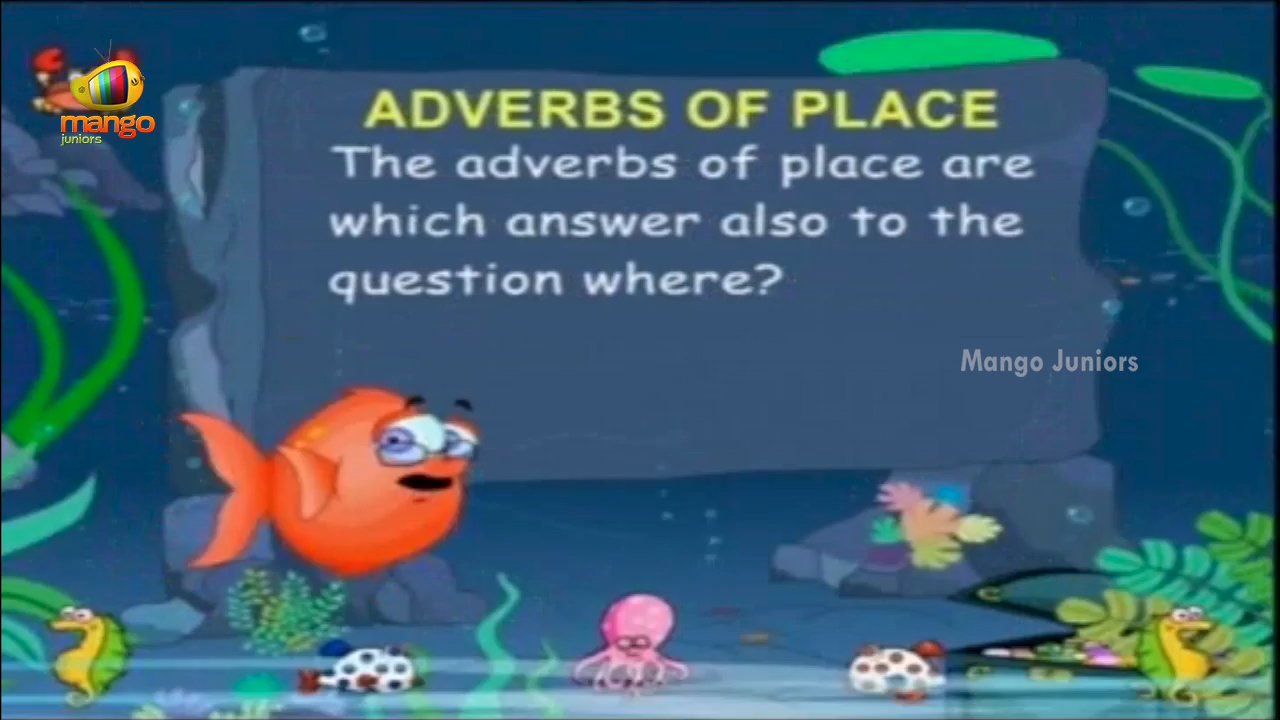 mango
juniors
ADVERBS OF PLACE
The adverbs of place are
which answer also to the
question where?
Mango Juniors